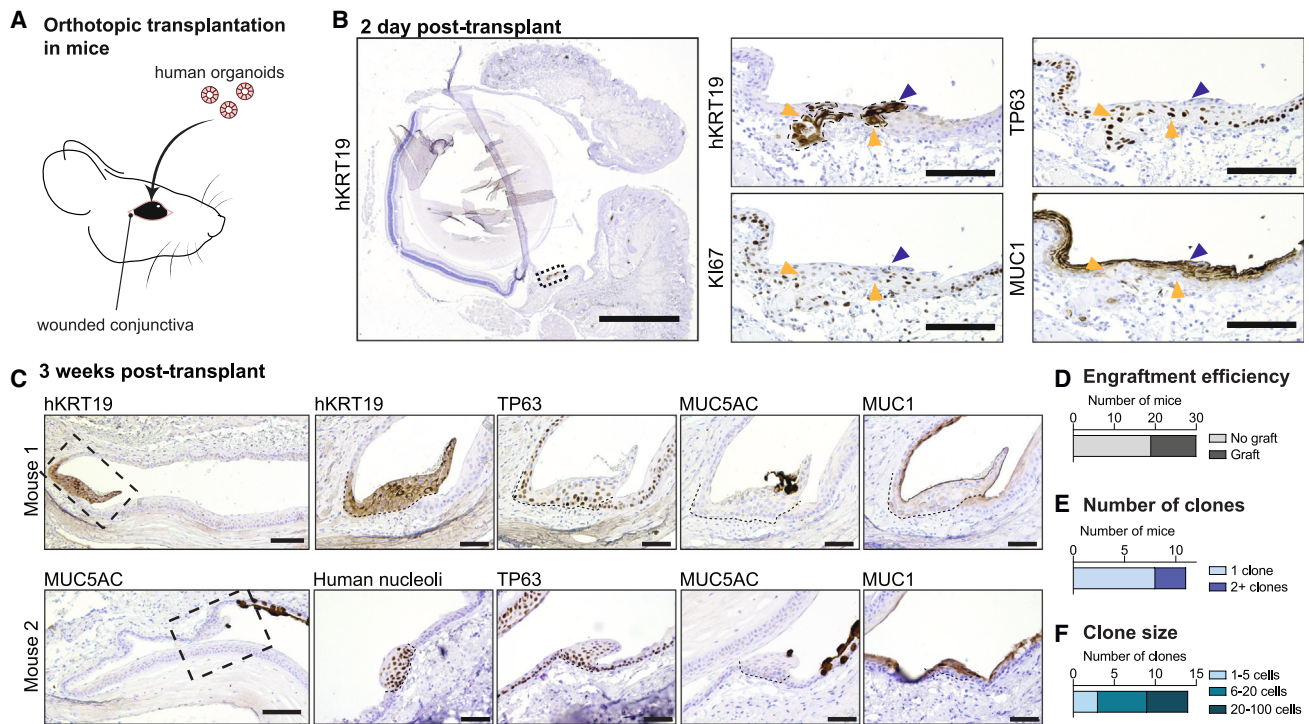 A
Orthotopic transplantation
in mice
human organoids
wounded conjunctiva
B
2 day post-transplant
hKRT19
hKRT19
TP63
KI67
MUC1
C
3 weeks post-transplant
Mouse 1
hKRT19
hKRT19
TP63
MUC5AC
MUC1
Mouse 2
MUC5AC
Human nucleoli
TP63
MUC5AC
MUC1
D
Engraftment efficiency
Number of mice
0 10 20 30
No graft
Graft
E
Number of clones
Number of mice
0 5 10
1 clone
2+ clones
F
Clone size
Number of clones
0 5 10 15
1-5 cells
6-20 cells
20-100 cells